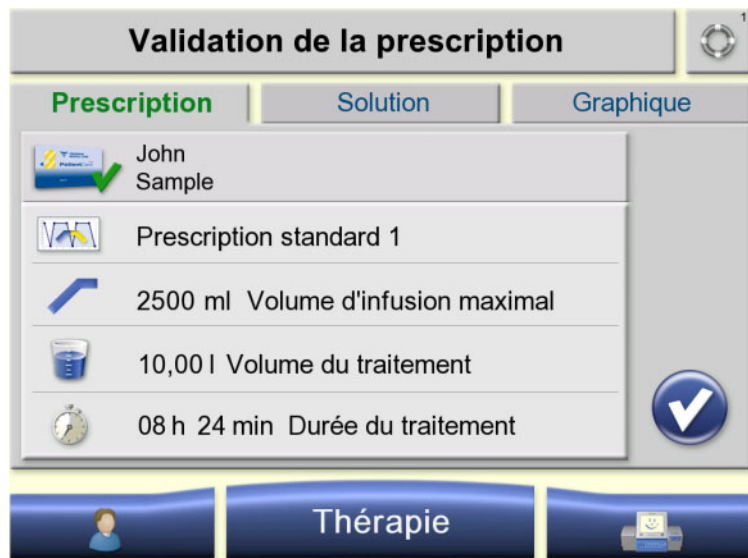 Validation de la prescription
1
Prescription
Solution
Graphique
John
Sample
Prescription standard 1
2500 ml Volume d'infusion maximal
10,00 l Volume du traitement
08 h 24 min Durée du traitement
Thérapie